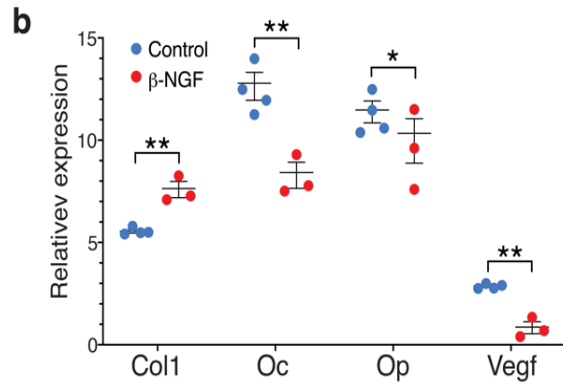 b
15
10
5
0
Relativev expression
Control
β-NGF
**
**
*
**
Col1
Oc
Op
Vegf